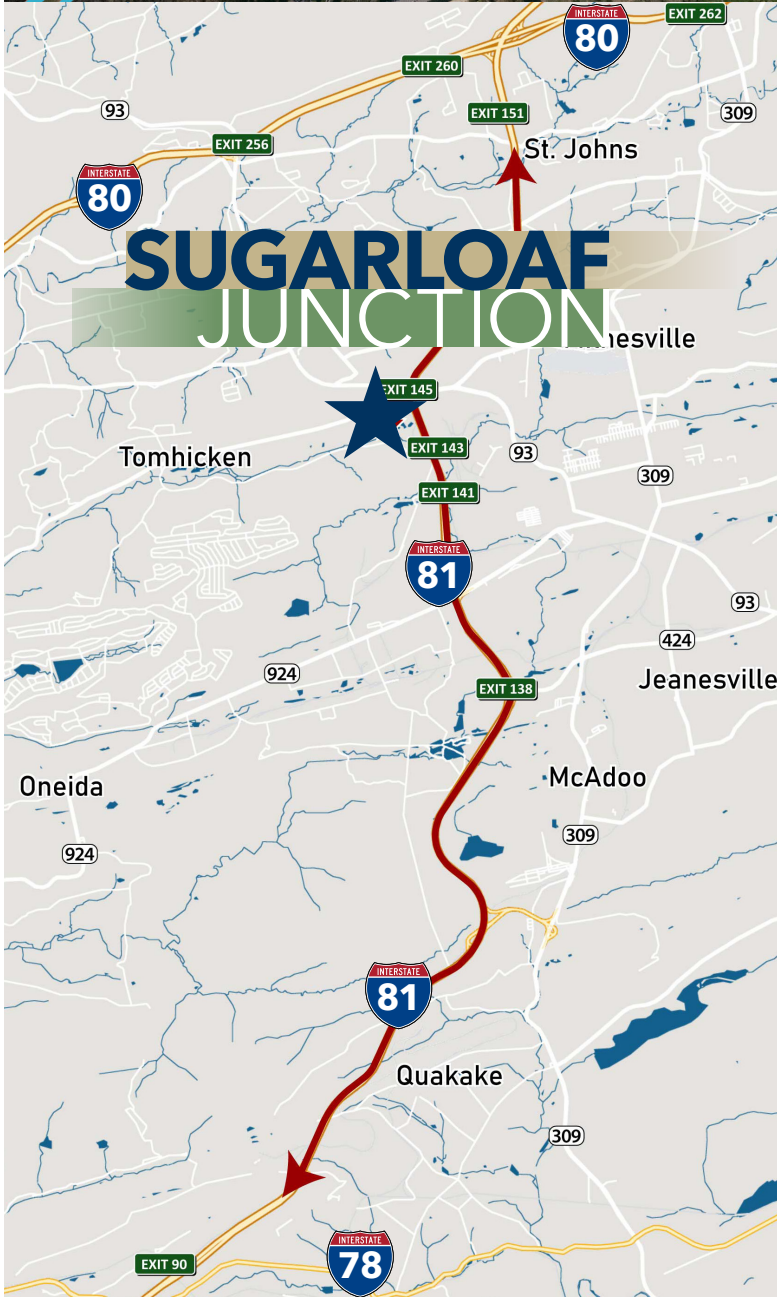 INTERSTATE
80
EXIT 262
EXIT 260
93
EXIT 151
309
EXIT 256
St. Johns
INTERSTATE
80
SUGARLOAF
JUNCTION
EXIT 145
EXIT 143
93
Tomhicken
309
EXIT 141
INTERSTATE
81
93
424
924
Jeanesville
EXIT 138
Oneida
McAdoo
309
924
INTERSTATE
81
Quakake
309
INTERSTATE
78
EXIT 90